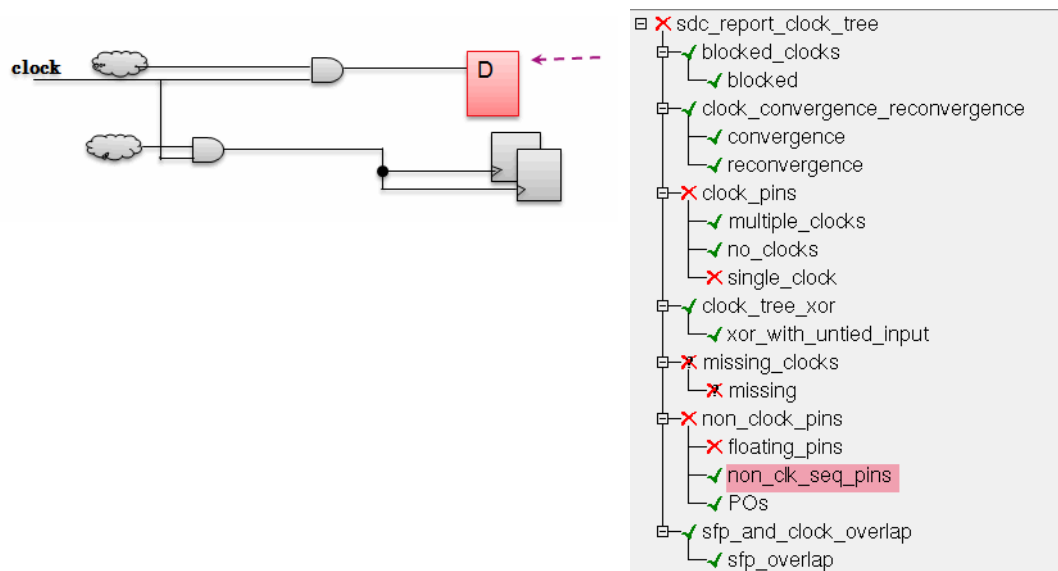 clock
D
sdc_report_clock_tree
blocked_clocks
blocked
clock_convergence_reconvergence
convergence
reconvergence
clock_pins
multiple_clocks
no_clocks
single_clock
clock_tree_xor
xor_with_untied_input
missing_clocks
missing
non_clock_pins
floating_pins
non_clk_seq_pins
POs
sfp_and_clock_overlap
sfp_overlap